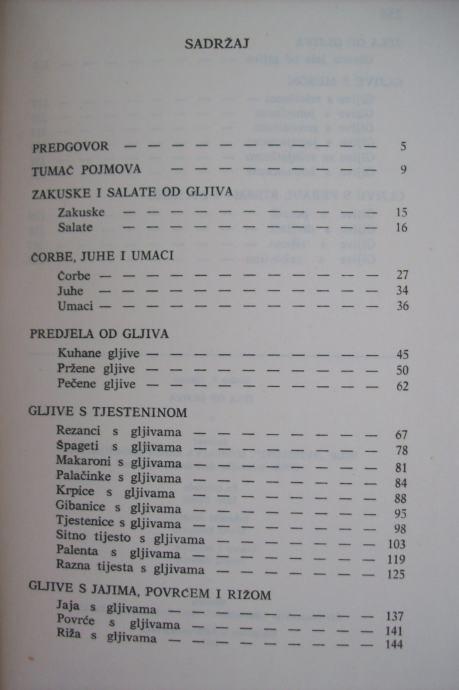 SADRŽAJ
PREDGOVOR — — — — — — — — — — — — 5
TUMAČ POJMOVA — — — — — — — — — — — 9
ZAKUSKE I SALATE OD GLJIVA
Zakuske — — — — — — — — — — — — 15
Salate — — — — — — — — — — — — 16
ČORBE, JUHE I UMACI
Čorbe — — — — — — — — — — — — 27
Juhe — — — — — — — — — — — — 34
Umaci — — — — — — — — — — — — 36
PREDJELA OD GLJIVA
Kuhane gljive — — — — — — — — — — 45
Pržene gljive — — — — — — — — — — 50
Pečene gljive — — — — — — — — — — 62
GLJIVE S TJESTENINOM
Rezanci s gljivama — — — — — — — — 67
Špageti s gljivama — — — — — — — — 78
Makaroni s gljivama — — — — — — — — 81
Palačinke s gljivama — — — — — — — — 84
Krpice s gljivama — — — — — — — — 88
Gibanice s gljivama — — — — — — — — 95
Tjestenice s gljivama — — — — — — — — 98
Sitno tijesto s gljivama — — — — — — — 103
Palenta s gljivama — — — — — — — — 119
Razna tijesta s gljivama — — — — — — — 125
GLJIVE S JAJIMA, POVRĆEM I RIŽOM
Jaja s gljivama — — — — — — — — — 137
Povrće s gljivama — — — — — — — — — 141
Riža s gljivama — — — — — — — — — 144